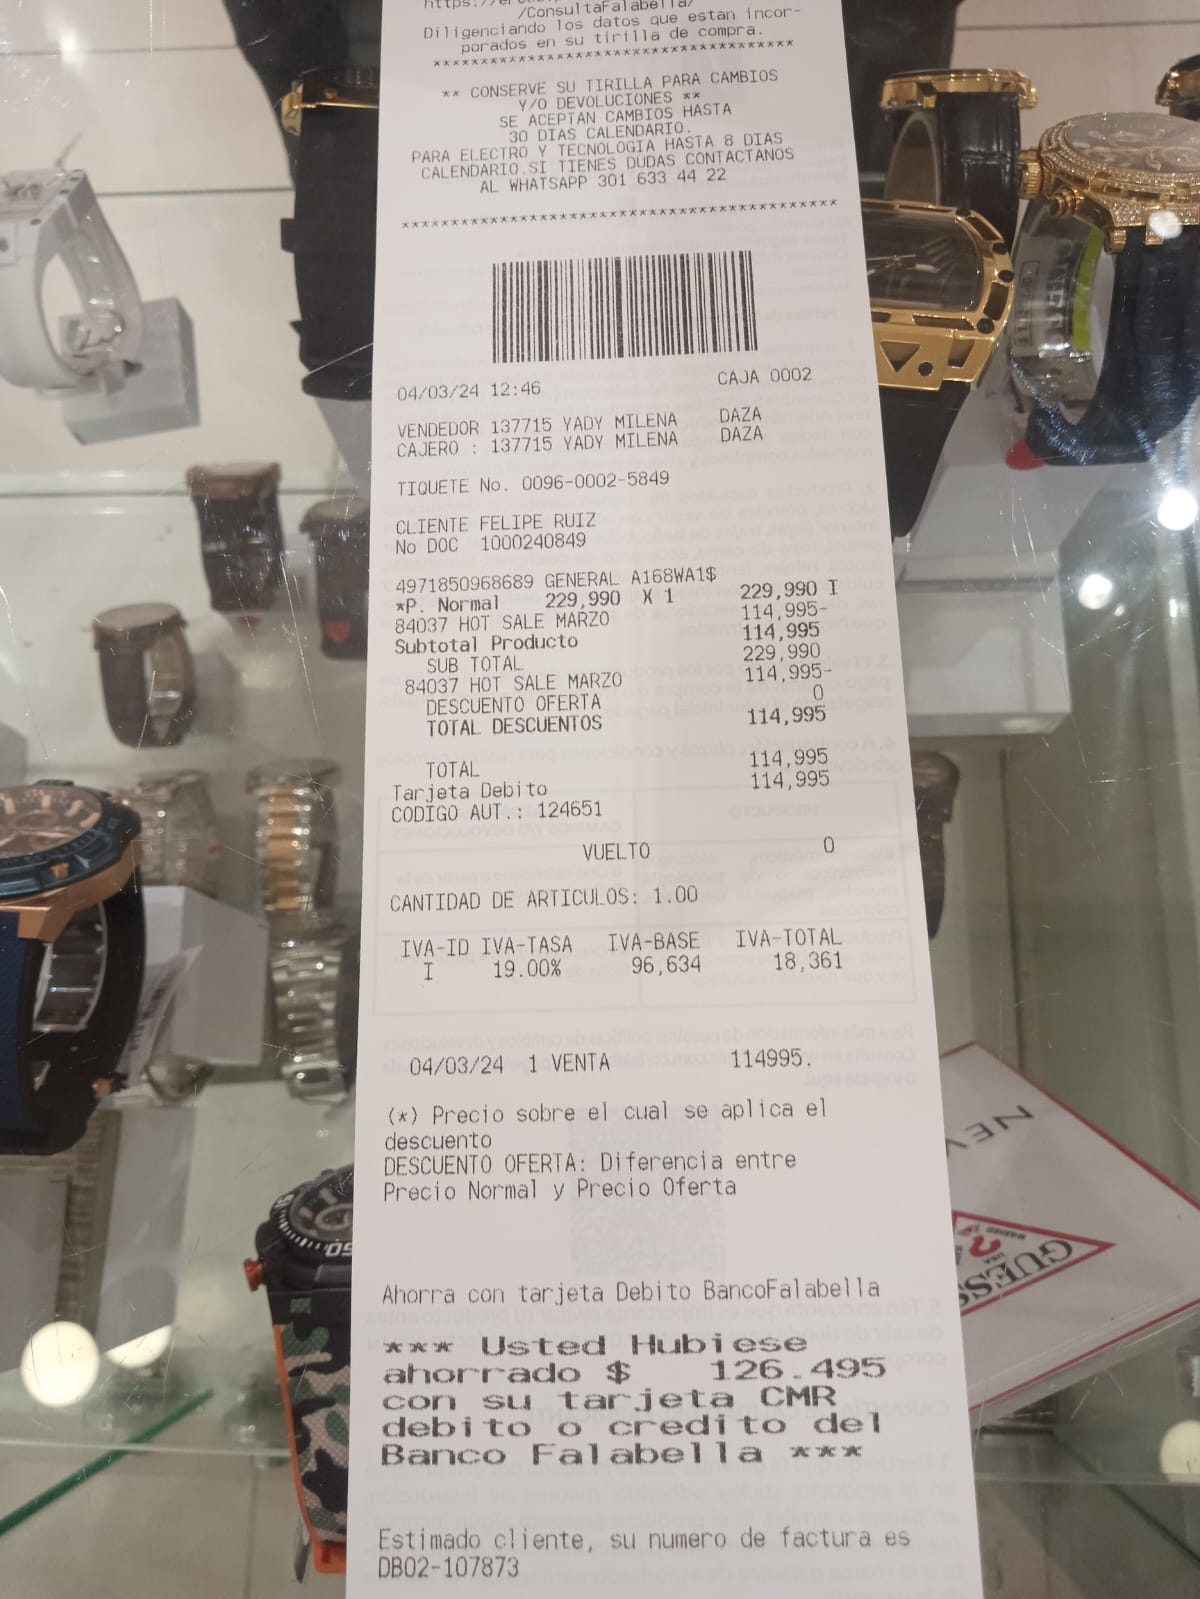 /ConsultaFalabella/
Diligenciando los datos que estan incor-
porados en su tirilla de compra.
****************************************
** CONSERVE SU TIRILLA PARA CAMBIOS
Y/O DEVOLUCIONES **
SE ACEPTAN CAMBIOS HASTA
30 DIAS CALENDARIO.
PARA ELECTRO Y TECNOLOGIA HASTA 8 DIAS
CALENDARIO.SI TIENES DUDAS CONTACTANOS
AL WHATSAPP 301 633 44 22
****************************************
04/03/24 12:46 CAJA 0002
VENDEDOR 137715 YADY MILENA DAZA
CAJERO : 137715 YADY MILENA DAZA
TIQUETE No. 0096-0002-5849
CLIENTE FELIPE RUIZ
No DOC 1000240849
4971850968689 GENERAL A168WA1$
*P. Normal 229,990 X 1 229,990 I
84037 HOT SALE MARZO 114,995-
Subtotal Producto 114,995
SUB TOTAL 229,990
84037 HOT SALE MARZO 114,995-
DESCUENTO OFERTA 0
TOTAL DESCUENTOS 114,995
TOTAL 114,995
Tarjeta Debito 114,995
CODIGO AUT.: 124651
VUELTO 0
CANTIDAD DE ARTICULOS: 1.00
IVA-ID IVA-TASA IVA-BASE IVA-TOTAL
I 19.00% 96,634 18,361
04/03/24 1 VENTA 114995.
(*) Precio sobre el cual se aplica el
descuento
DESCUENTO OFERTA: Diferencia entre
Precio Normal y Precio Oferta
Ahorra con tarjeta Debito BancoFalabella
*** Usted Hubiese
ahorrado $ 126.495
con su tarjeta CMR
debito o credito del
Banco Falabella ***
Estimado cliente, su numero de factura es
DB02-107873
GUESS